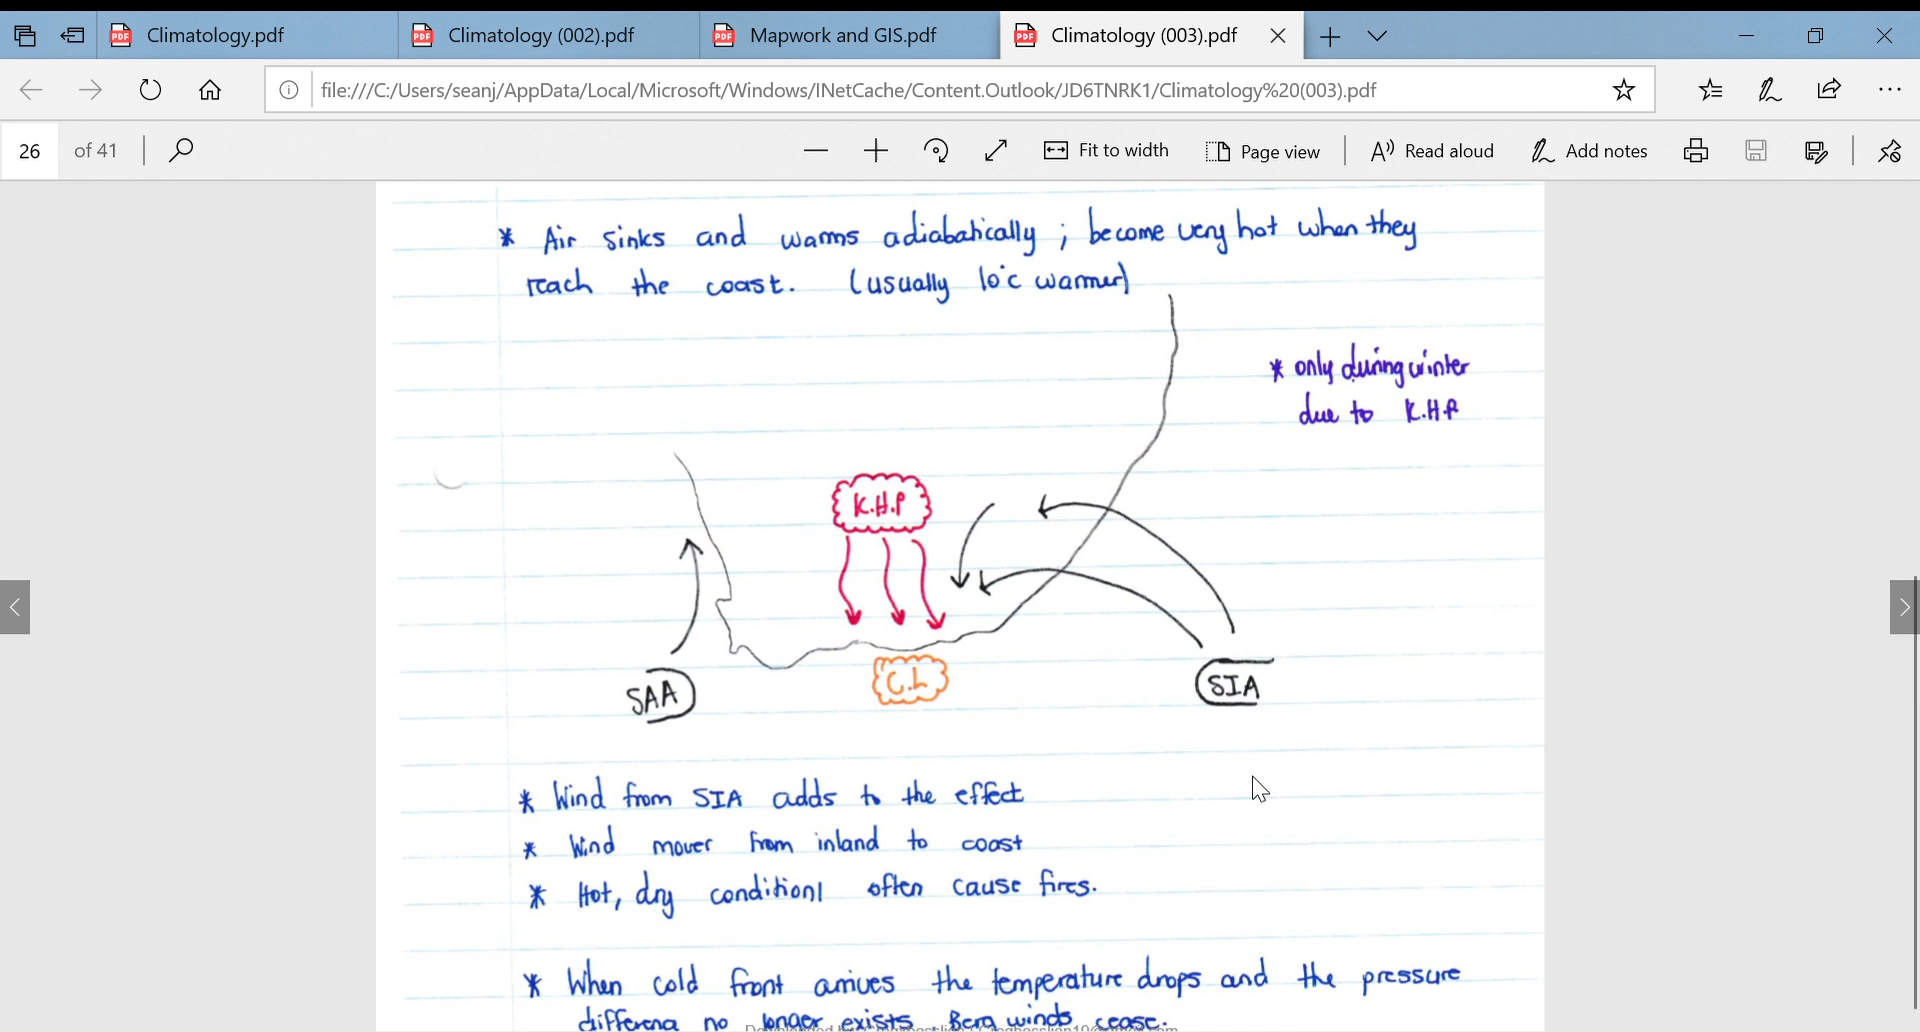 Climatology.pdf
Climatology (002).pdf
Mapwork and GIS.pdf
Climatology (003).pdf
file:///C:/Users/seanj/AppData/Local/Microsoft/Windows/INetCache/Content.Outlook/JD6TNRK1/Climatology%20(003).pdf
26 of 41
Fit to width
Page view
Read aloud
Add notes
* Air sinks and warms adiabatically ; become very hot when they
reach the coast. (usually 10°c warmer)
* only during winter
due to K.H.P
K.H.P
C.L
SAA
SIA
* Wind from SIA adds to the effect
* Wind moves from inland to coast
* Hot, dry conditions often cause fires.
* When cold front arrives the temperature drops and the pressure
differenc no longer exists. Berg winds cease.